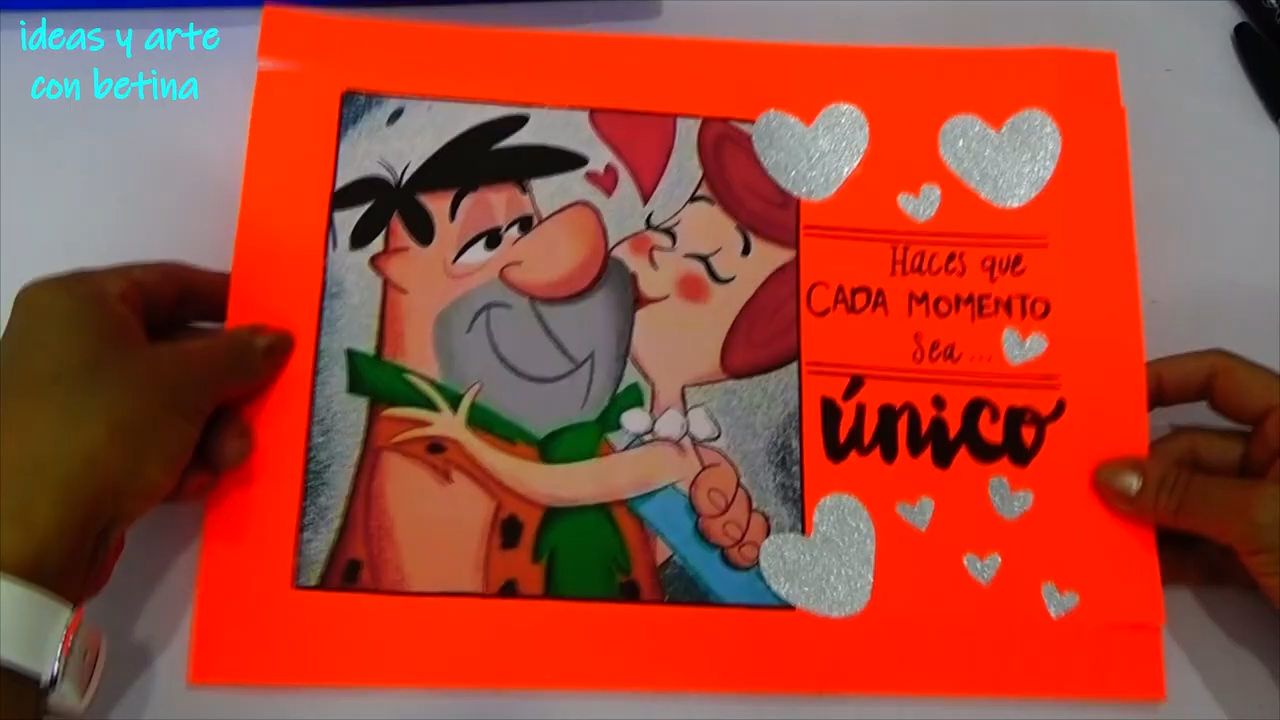 ideas y arte
con betina
Haces que
CADA MOMENTO
Sea...
único